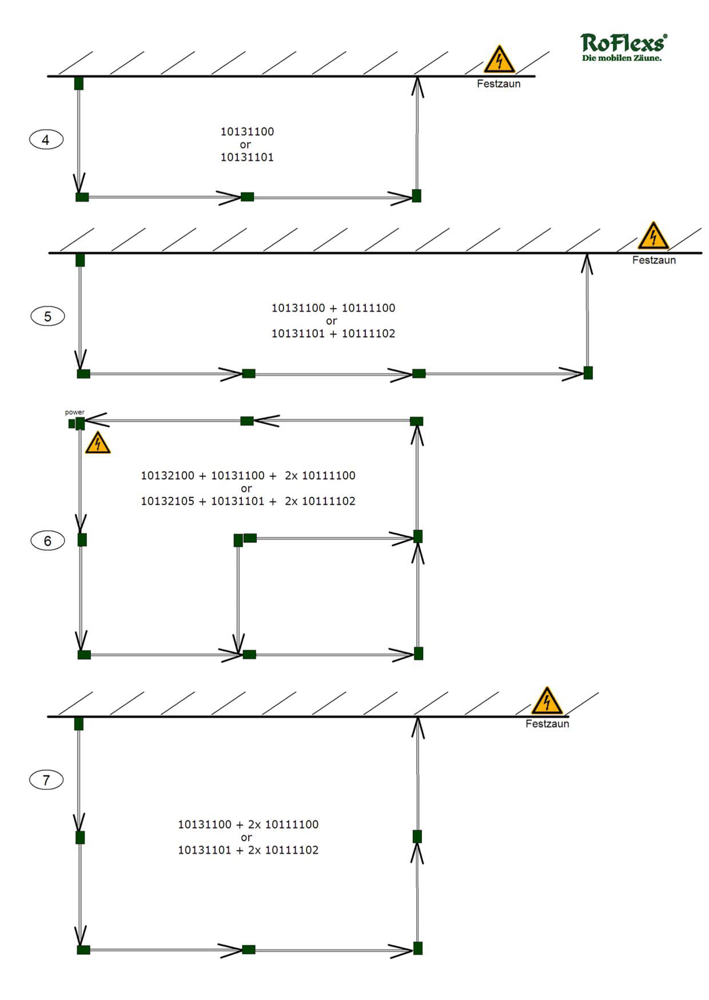 RoFlexs®
Die mobilen Zäune.
Festzaun
4
10131100
or
10131101
Festzaun
5
10131100 + 10111100
or
10131101 + 10111102
power
10132100 + 10131100 + 2x 10111100
or
10132105 + 10131101 + 2x 10111102
6
Festzaun
7
10131100 + 2x 10111100
or
10131101 + 2x 10111102